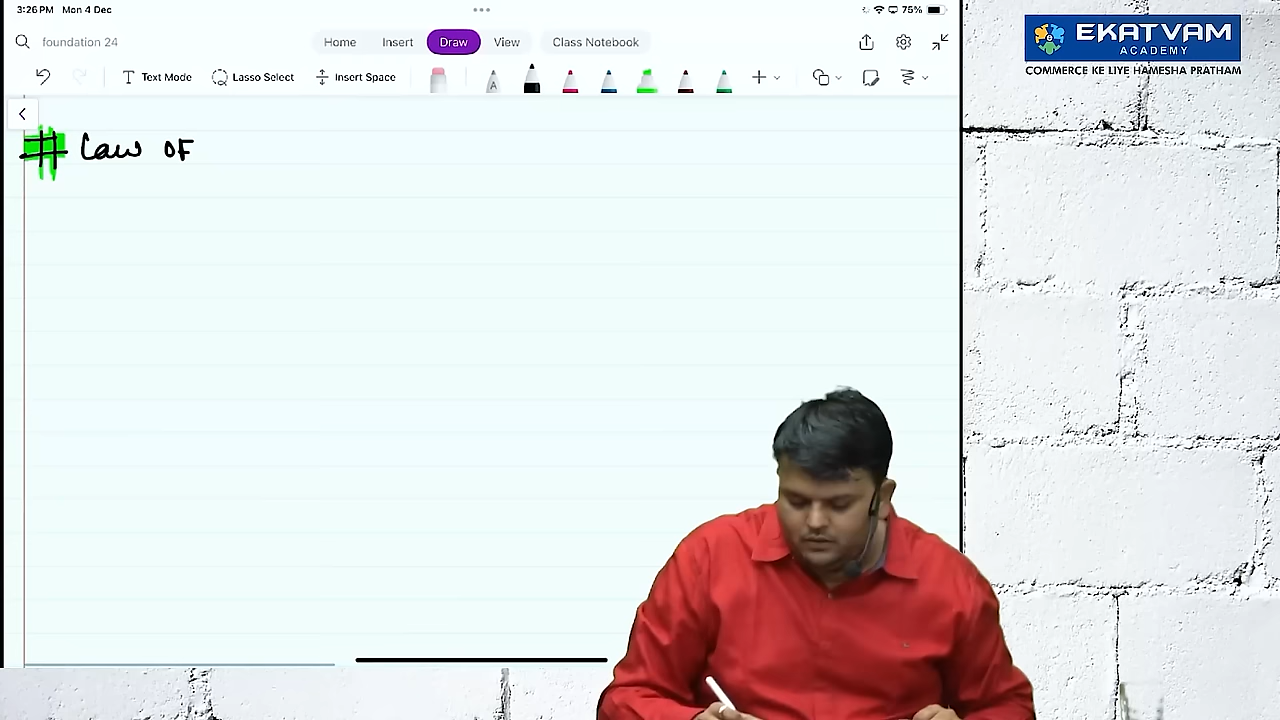 3:26 PM Mon 4 Dec
75%
foundation 24
Home Insert Draw View Class Notebook
Text Mode Lasso Select Insert Space
# Law OF
EKATVAM
ACADEMY
COMMERCE KE LIYE HAMESHA PRATHAM